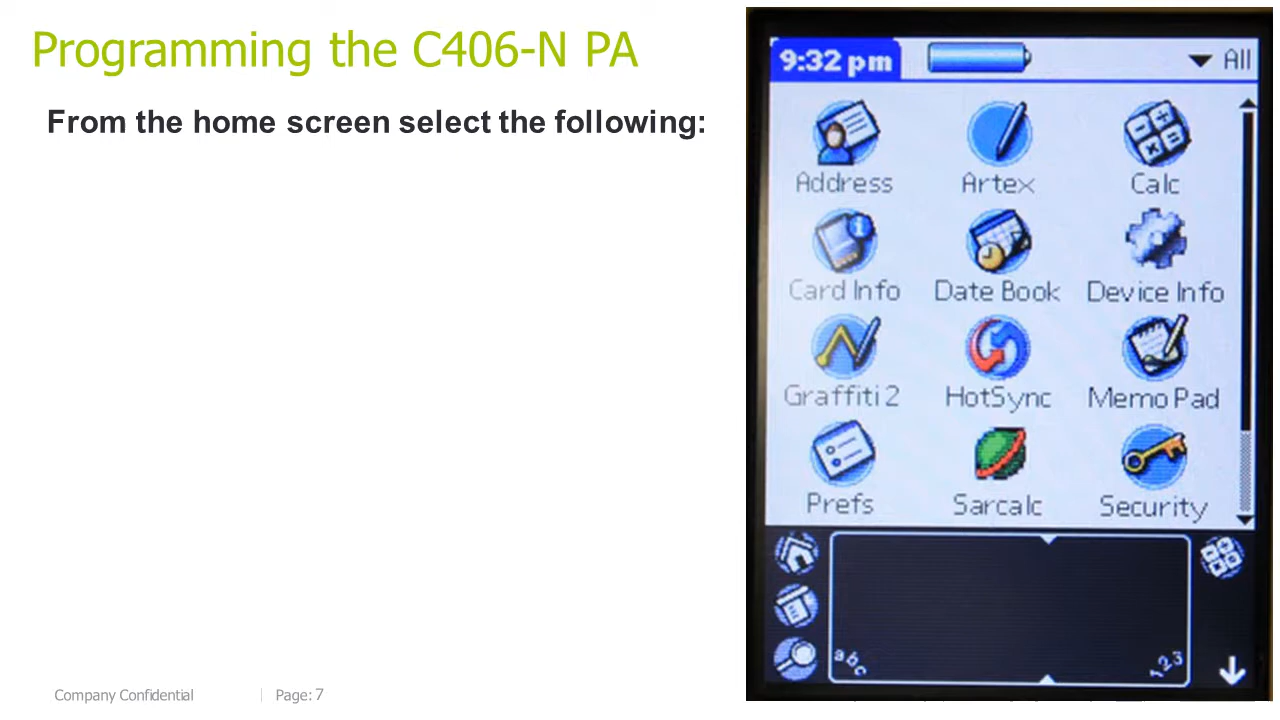 Programming the C406-N PA
From the home screen select the following:
9:32 pm
All
Address Artex Calc
Card Info Date Book Device Info
Graffiti 2 HotSync Memo Pad
Prefs Sarcalc Security
abc 123
Company Confidential Page: 7